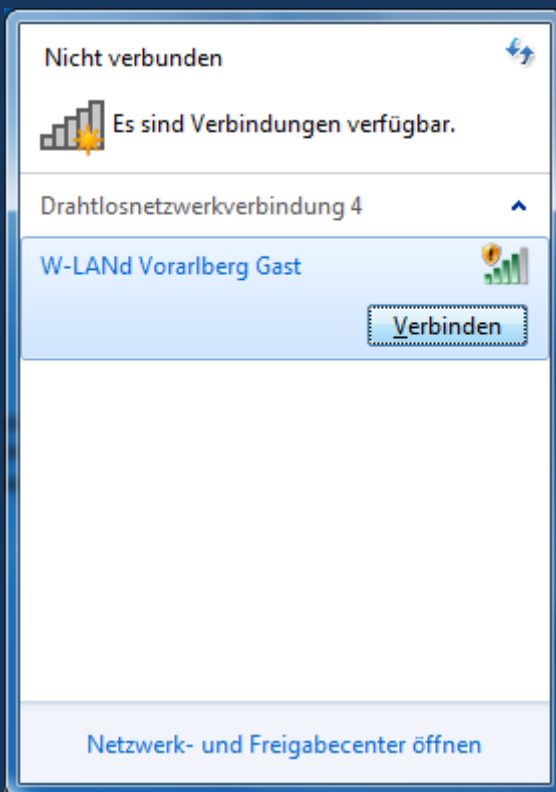 Nicht verbunden
Es sind Verbindungen verfügbar.
Drahtlosnetzwerkverbindung 4
W-LANd Vorarlberg Gast
Verbinden
Netzwerk- und Freigabecenter öffnen